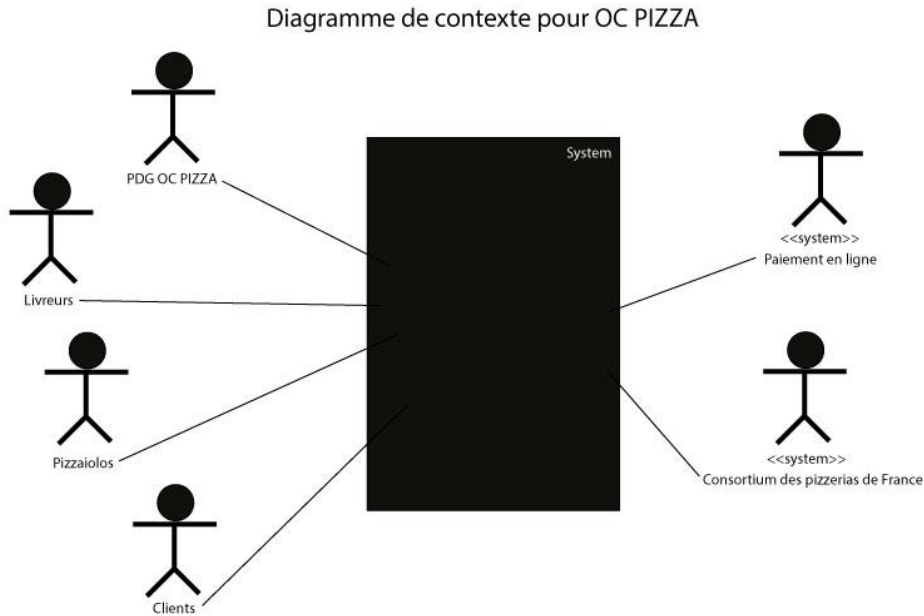 Diagramme de contexte pour OC PIZZA
PDG OC PIZZA
System
<<system>>
Paiement en ligne
Livreurs
Pizzaiolos
<<system>>
Consortium des pizzerias de France
Clients